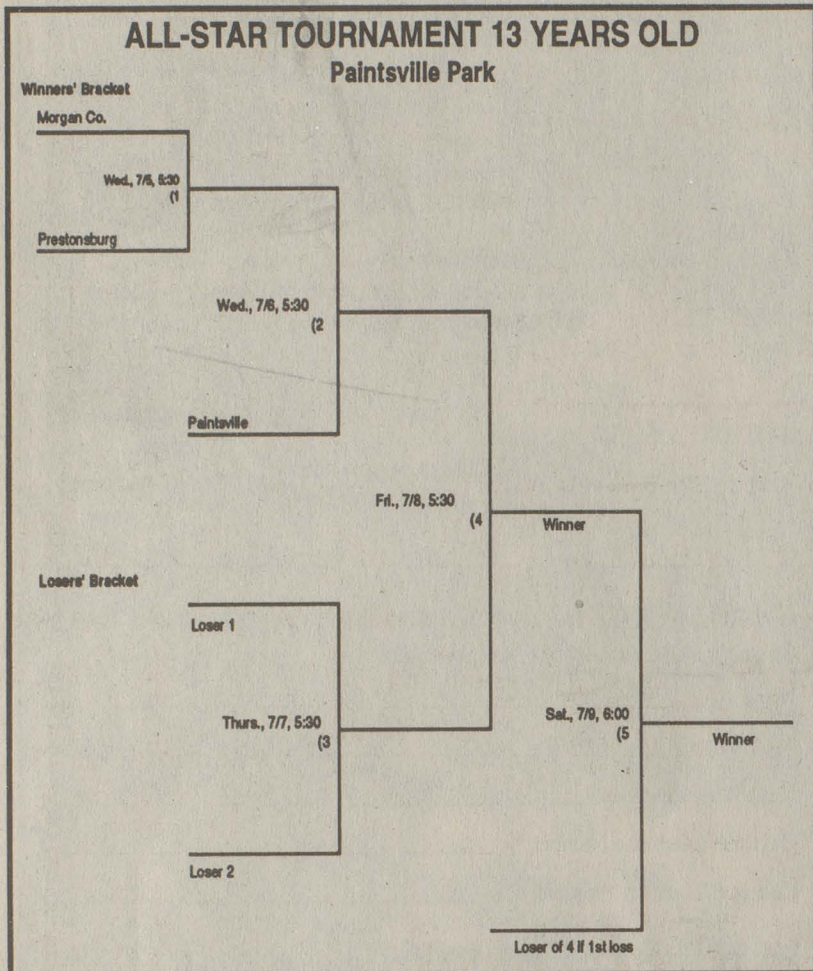 ALL-STAR TOURNAMENT 13 YEARS OLD
Paintsville Park
Winners' Bracket
Morgan Co.
Wed., 7/5, 5:30
(1
Prestonsburg
Wed., 7/6, 5:30
(2
Paintsville
Fri., 7/8, 5:30
(4
Winner
Losers' Bracket
Loser 1
Thurs., 7/7, 5:30
(3
Sat., 7/9, 6:00
(5
Winner
Loser 2
Loser of 4 if 1st loss